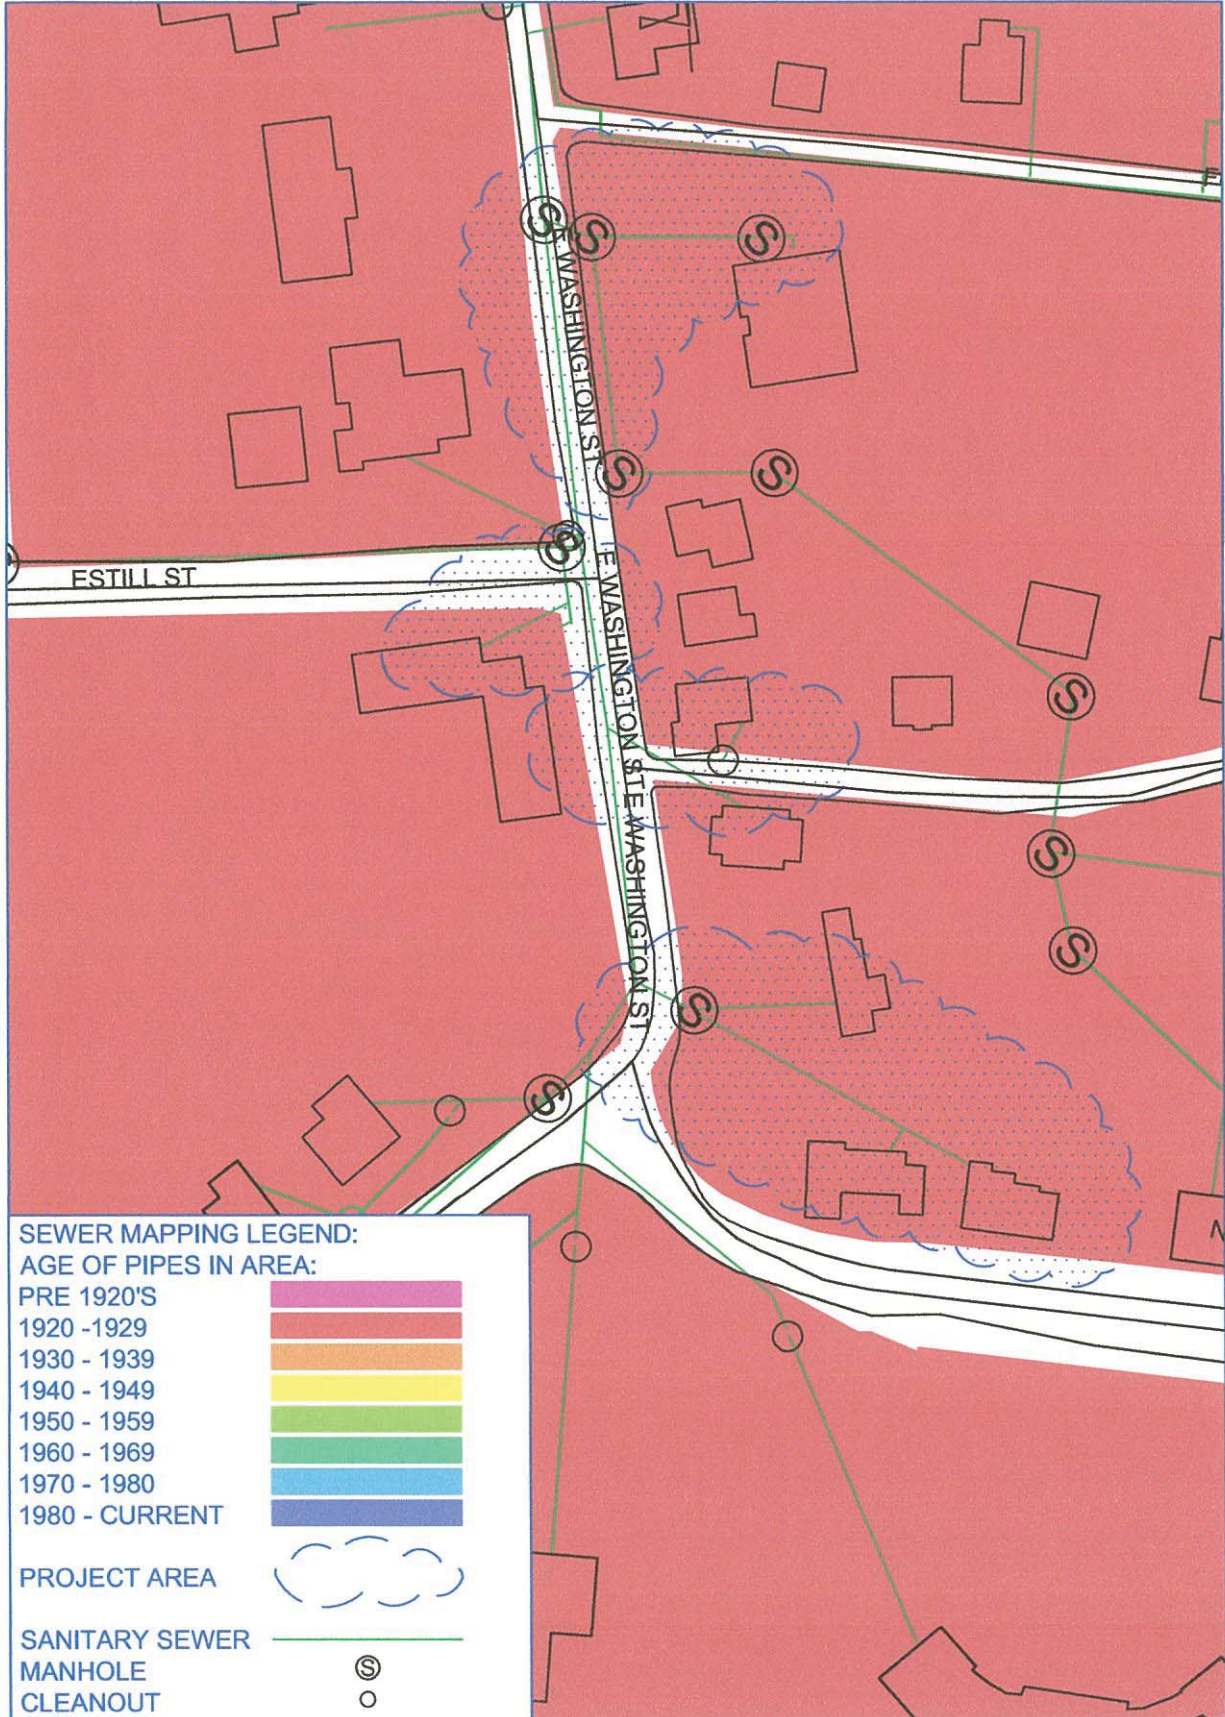 S
S
S
E WASHINGTON ST
S
S
S
ESTILL ST
E WASHINGTON ST
S
E WASHINGTON ST
S
S
S
S
SEWER MAPPING LEGEND:
AGE OF PIPES IN AREA:
PRE 1920'S
1920 -1929
1930 - 1939
1940 - 1949
1950 - 1959
1960 - 1969
1970 - 1980
1980 - CURRENT
PROJECT AREA
SANITARY SEWER
MANHOLE S
CLEANOUT